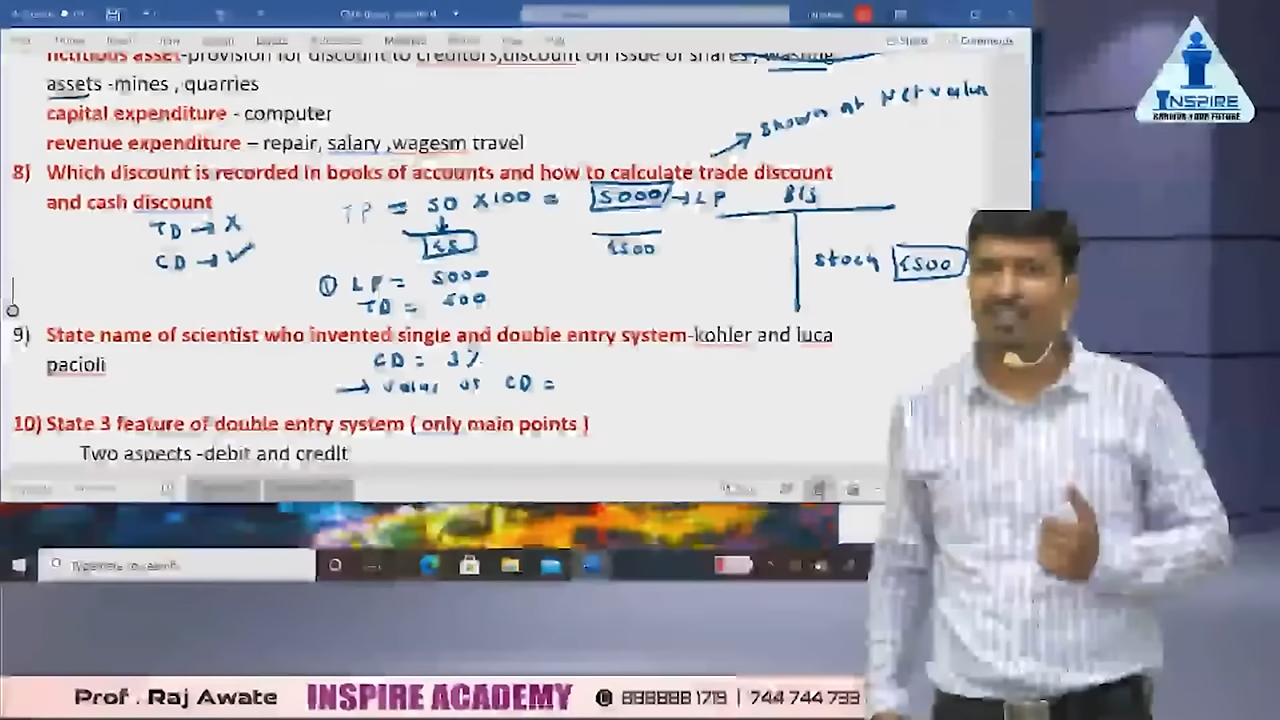 fictitious asset-provision for discount to creditors,discount on issue of shares , wasting
assets -mines , quarries
capital expenditure - computer
revenue expenditure – repair, salary ,wagesm travel
shown at Net value
8) Which discount is recorded in books of accounts and how to calculate trade discount
and cash discount
TD → X
CD → ✓
TP = 50 X100 = 5000/- → LP
45
4500
① LP = 5000
TD = 500
B/S
stock 4500
9) State name of scientist who invented single and double entry system-kohler and luca
pacioli
CD = 3%
→ value of CD =
10) State 3 feature of double entry system ( only main points )
Two aspects -debit and credit
Share
Comments
INSPIRE
Prof . Raj Awate
INSPIRE ACADEMY